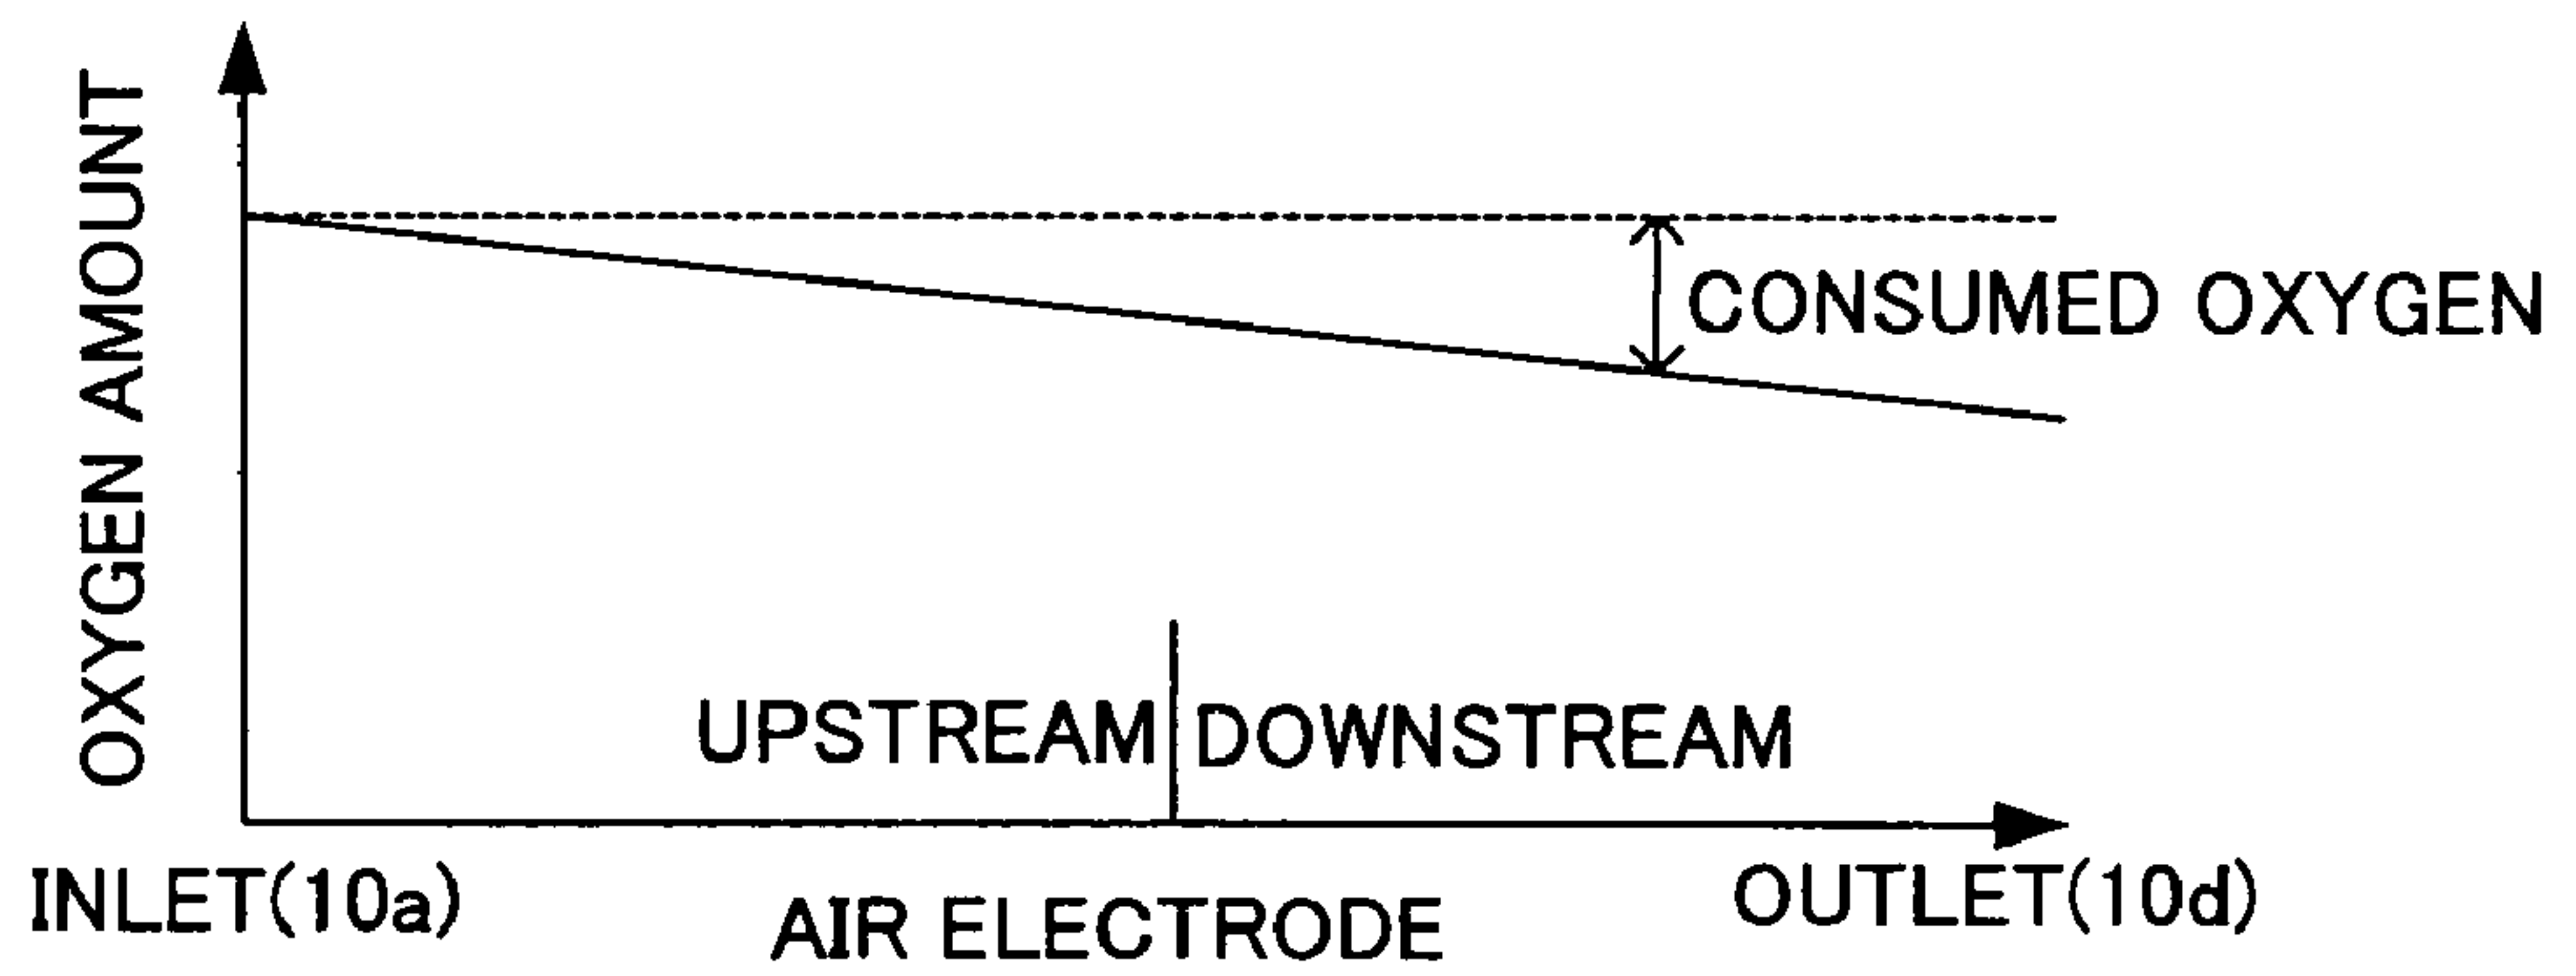 OXYGEN AMOUNT
CONSUMED OXYGEN
UPSTREAM DOWNSTREAM
INLET(10a)
AIR ELECTRODE
OUTLET(10d)